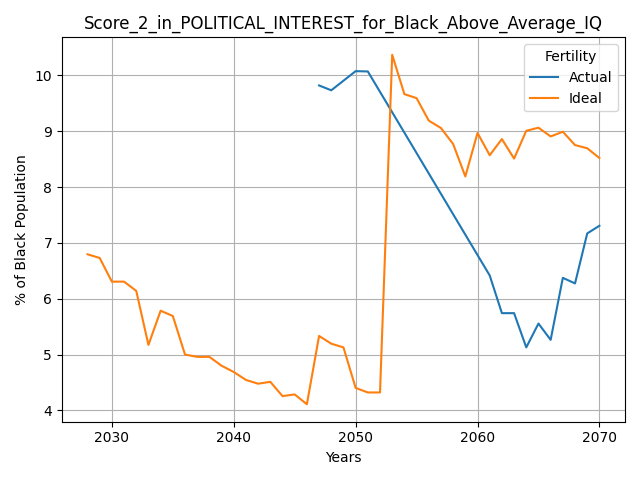 Score_2_in_POLITICAL_INTEREST_for_Black_Above_Average_IQ
Fertility
Actual
Ideal
% of Black Population
10
9
8
7
6
5
4
2030 2040 2050 2060 2070
Years